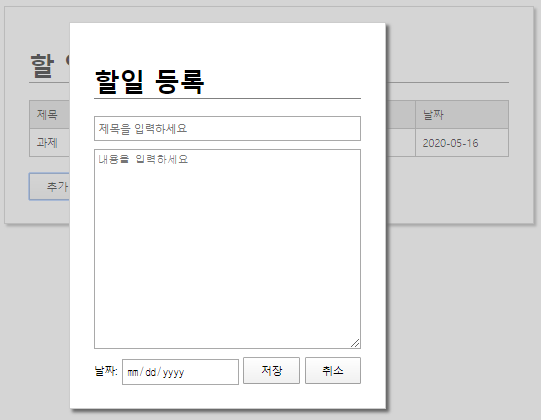 할
할일 등록
제목 날짜
제목을 입력하세요
과제 2020-05-16
내용을 입력하세요
추가
날짜: mm/dd/yyyy 저장 취소